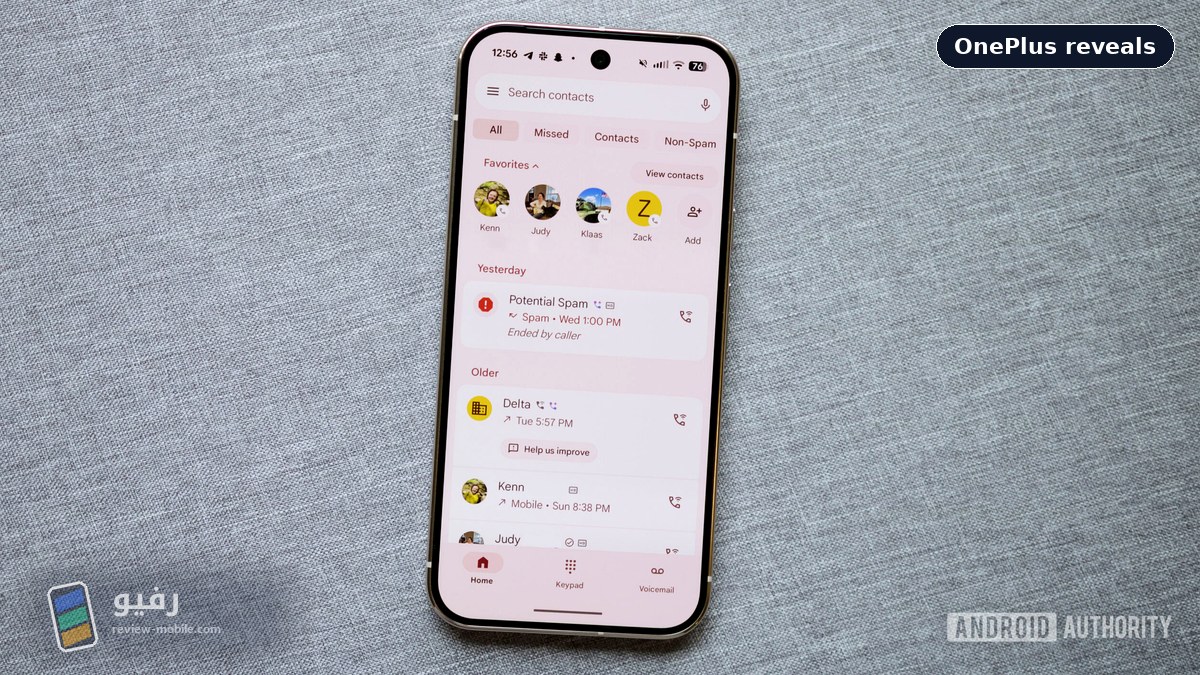 OnePlus reveals
12:56
76
Search contacts
All
Missed
Contacts
Non-Spam
Favorites
View contacts
Z
Kenn
Judy
Klaas
Zack
Add
Yesterday
Potential Spam
Spam • Wed 1:00 PM
Ended by caller
Older
Delta
Tue 5:57 PM
Help us improve
Kenn
Mobile • Sun 8:38 PM
Judy
Home
Keypad
Voicemail
رفيو
review-mobile.com
ANDROID AUTHORITY